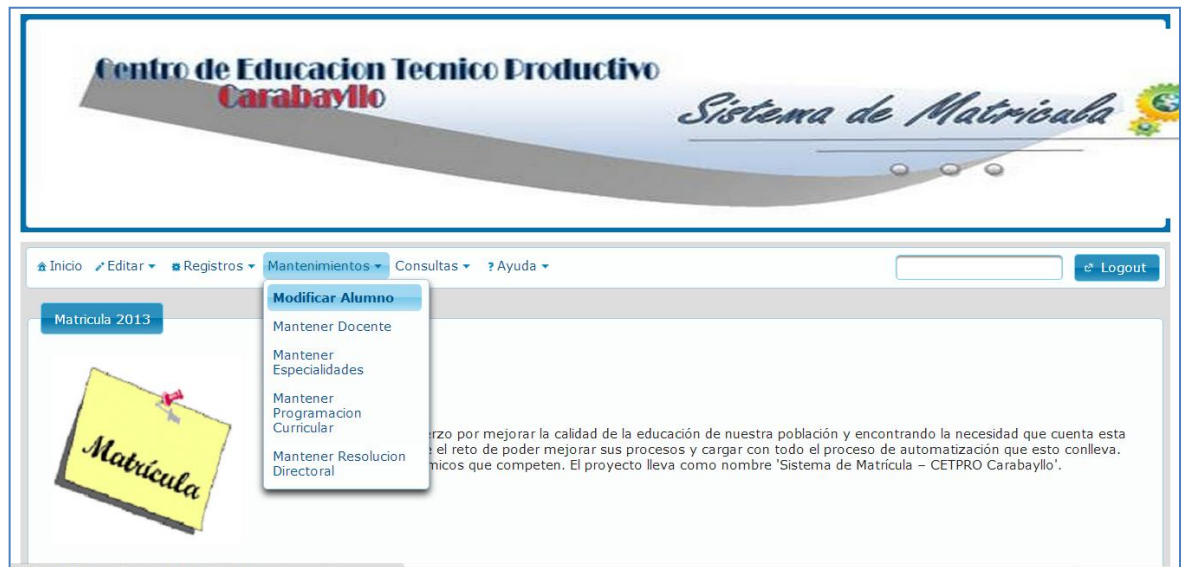 Centro de Educacion Tecnico Productivo
Carabayllo
Sistema de Matricula
Inicio Editar Registros Mantenimientos Consultas ? Ayuda Logout
Modificar Alumno
Mantener Docente
Mantener
Especialidades
Mantener
Programacion
Curricular
Mantener Resolucion
Directoral
Matricula 2013
Matrícula
erzo por mejorar la calidad de la educación de nuestra población y encontrando la necesidad que cuenta esta
el reto de poder mejorar sus procesos y cargar con todo el proceso de automatización que esto conlleva.
micos que competen. El proyecto lleva como nombre 'Sistema de Matrícula – CETPRO Carabayllo'.